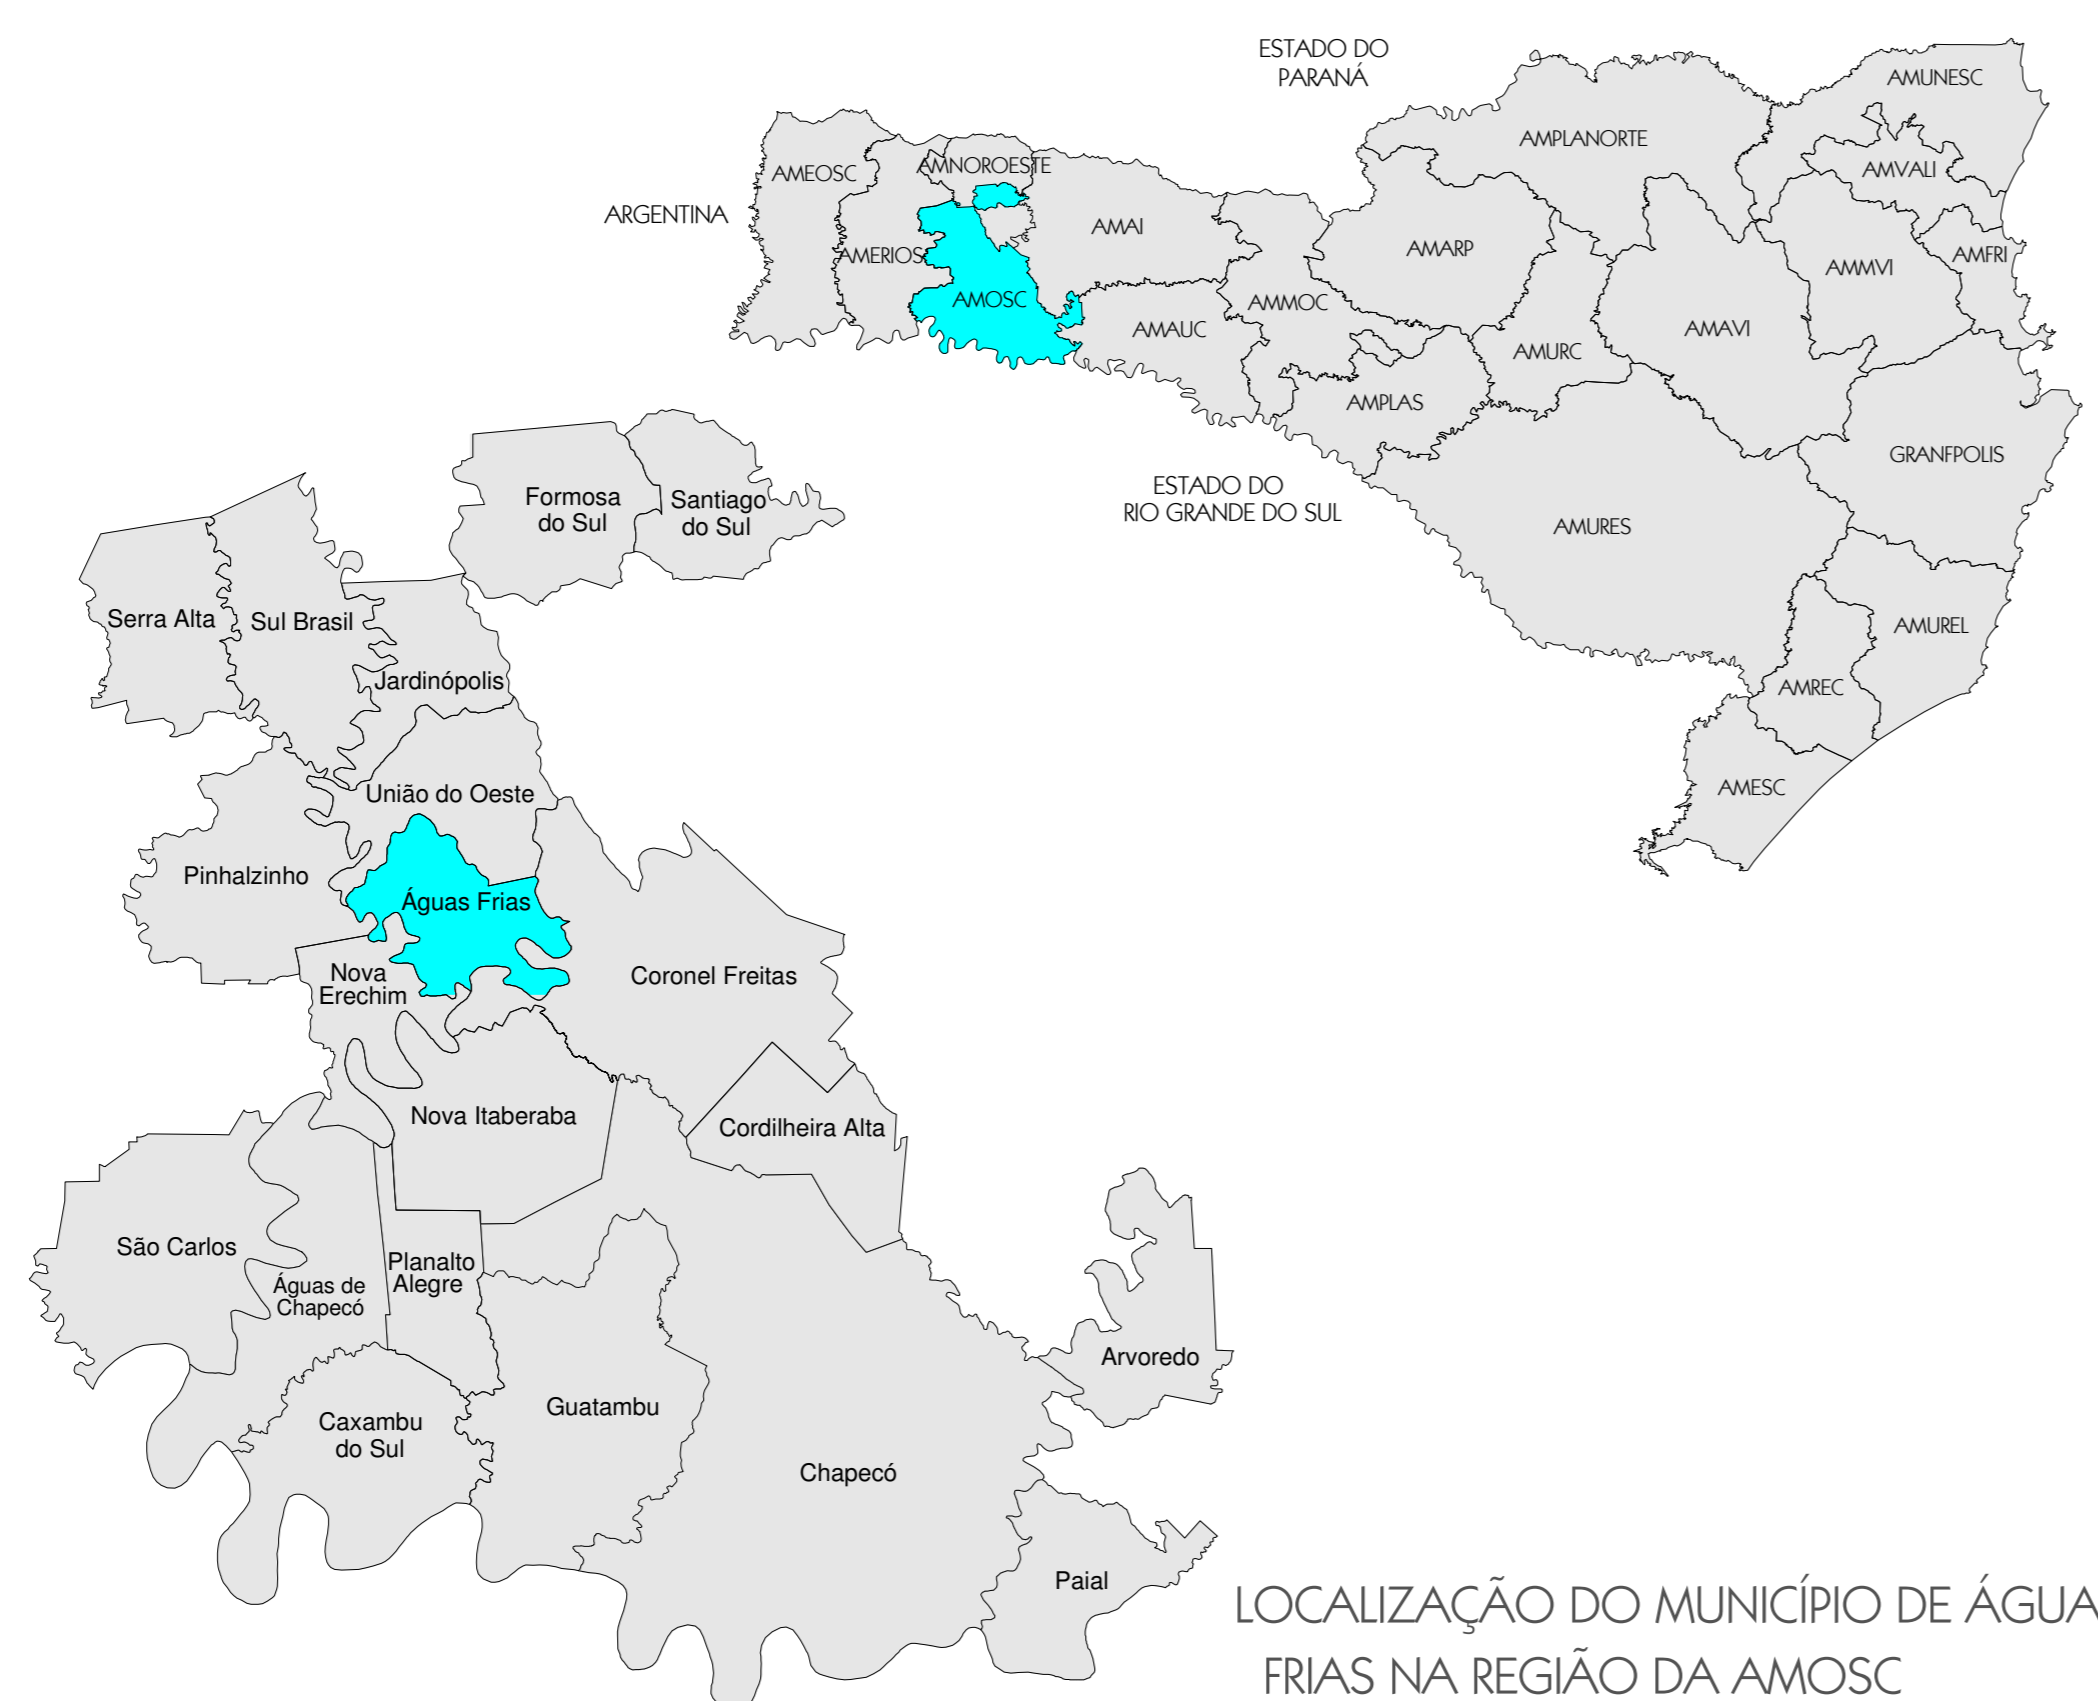 ESTADO DO
PARANÁ
AMUNESC
AMPLANORTE
AMVALI
AMNOROESTE
AMEOSC
ARGENTINA
AMAI
AMARP
AMFRI
AMERIOS
AMMVI
AMOSC
AMMOC
AMAUC
AMAVI
AMURC
AMPLAS
GRANFPOLIS
ESTADO DO
RIO GRANDE DO SUL
AMURES
AMUREL
AMREC
AMESC
Formosa
do Sul
Santiago
do Sul
Serra Alta
Sul Brasil
Jardinópolis
União do Oeste
Pinhalzinho
Águas Frias
Nova
Erechim
Coronel Freitas
Nova Itaberaba
Cordilheira Alta
São Carlos
Águas de
Chapecó
Planalto
Alegre
Arvoredo
Caxambu
do Sul
Guatambu
Chapecó
Paial
LOCALIZAÇÃO DO MUNICÍPIO DE ÁGUA
FRIAS NA REGIÃO DA AMOSC